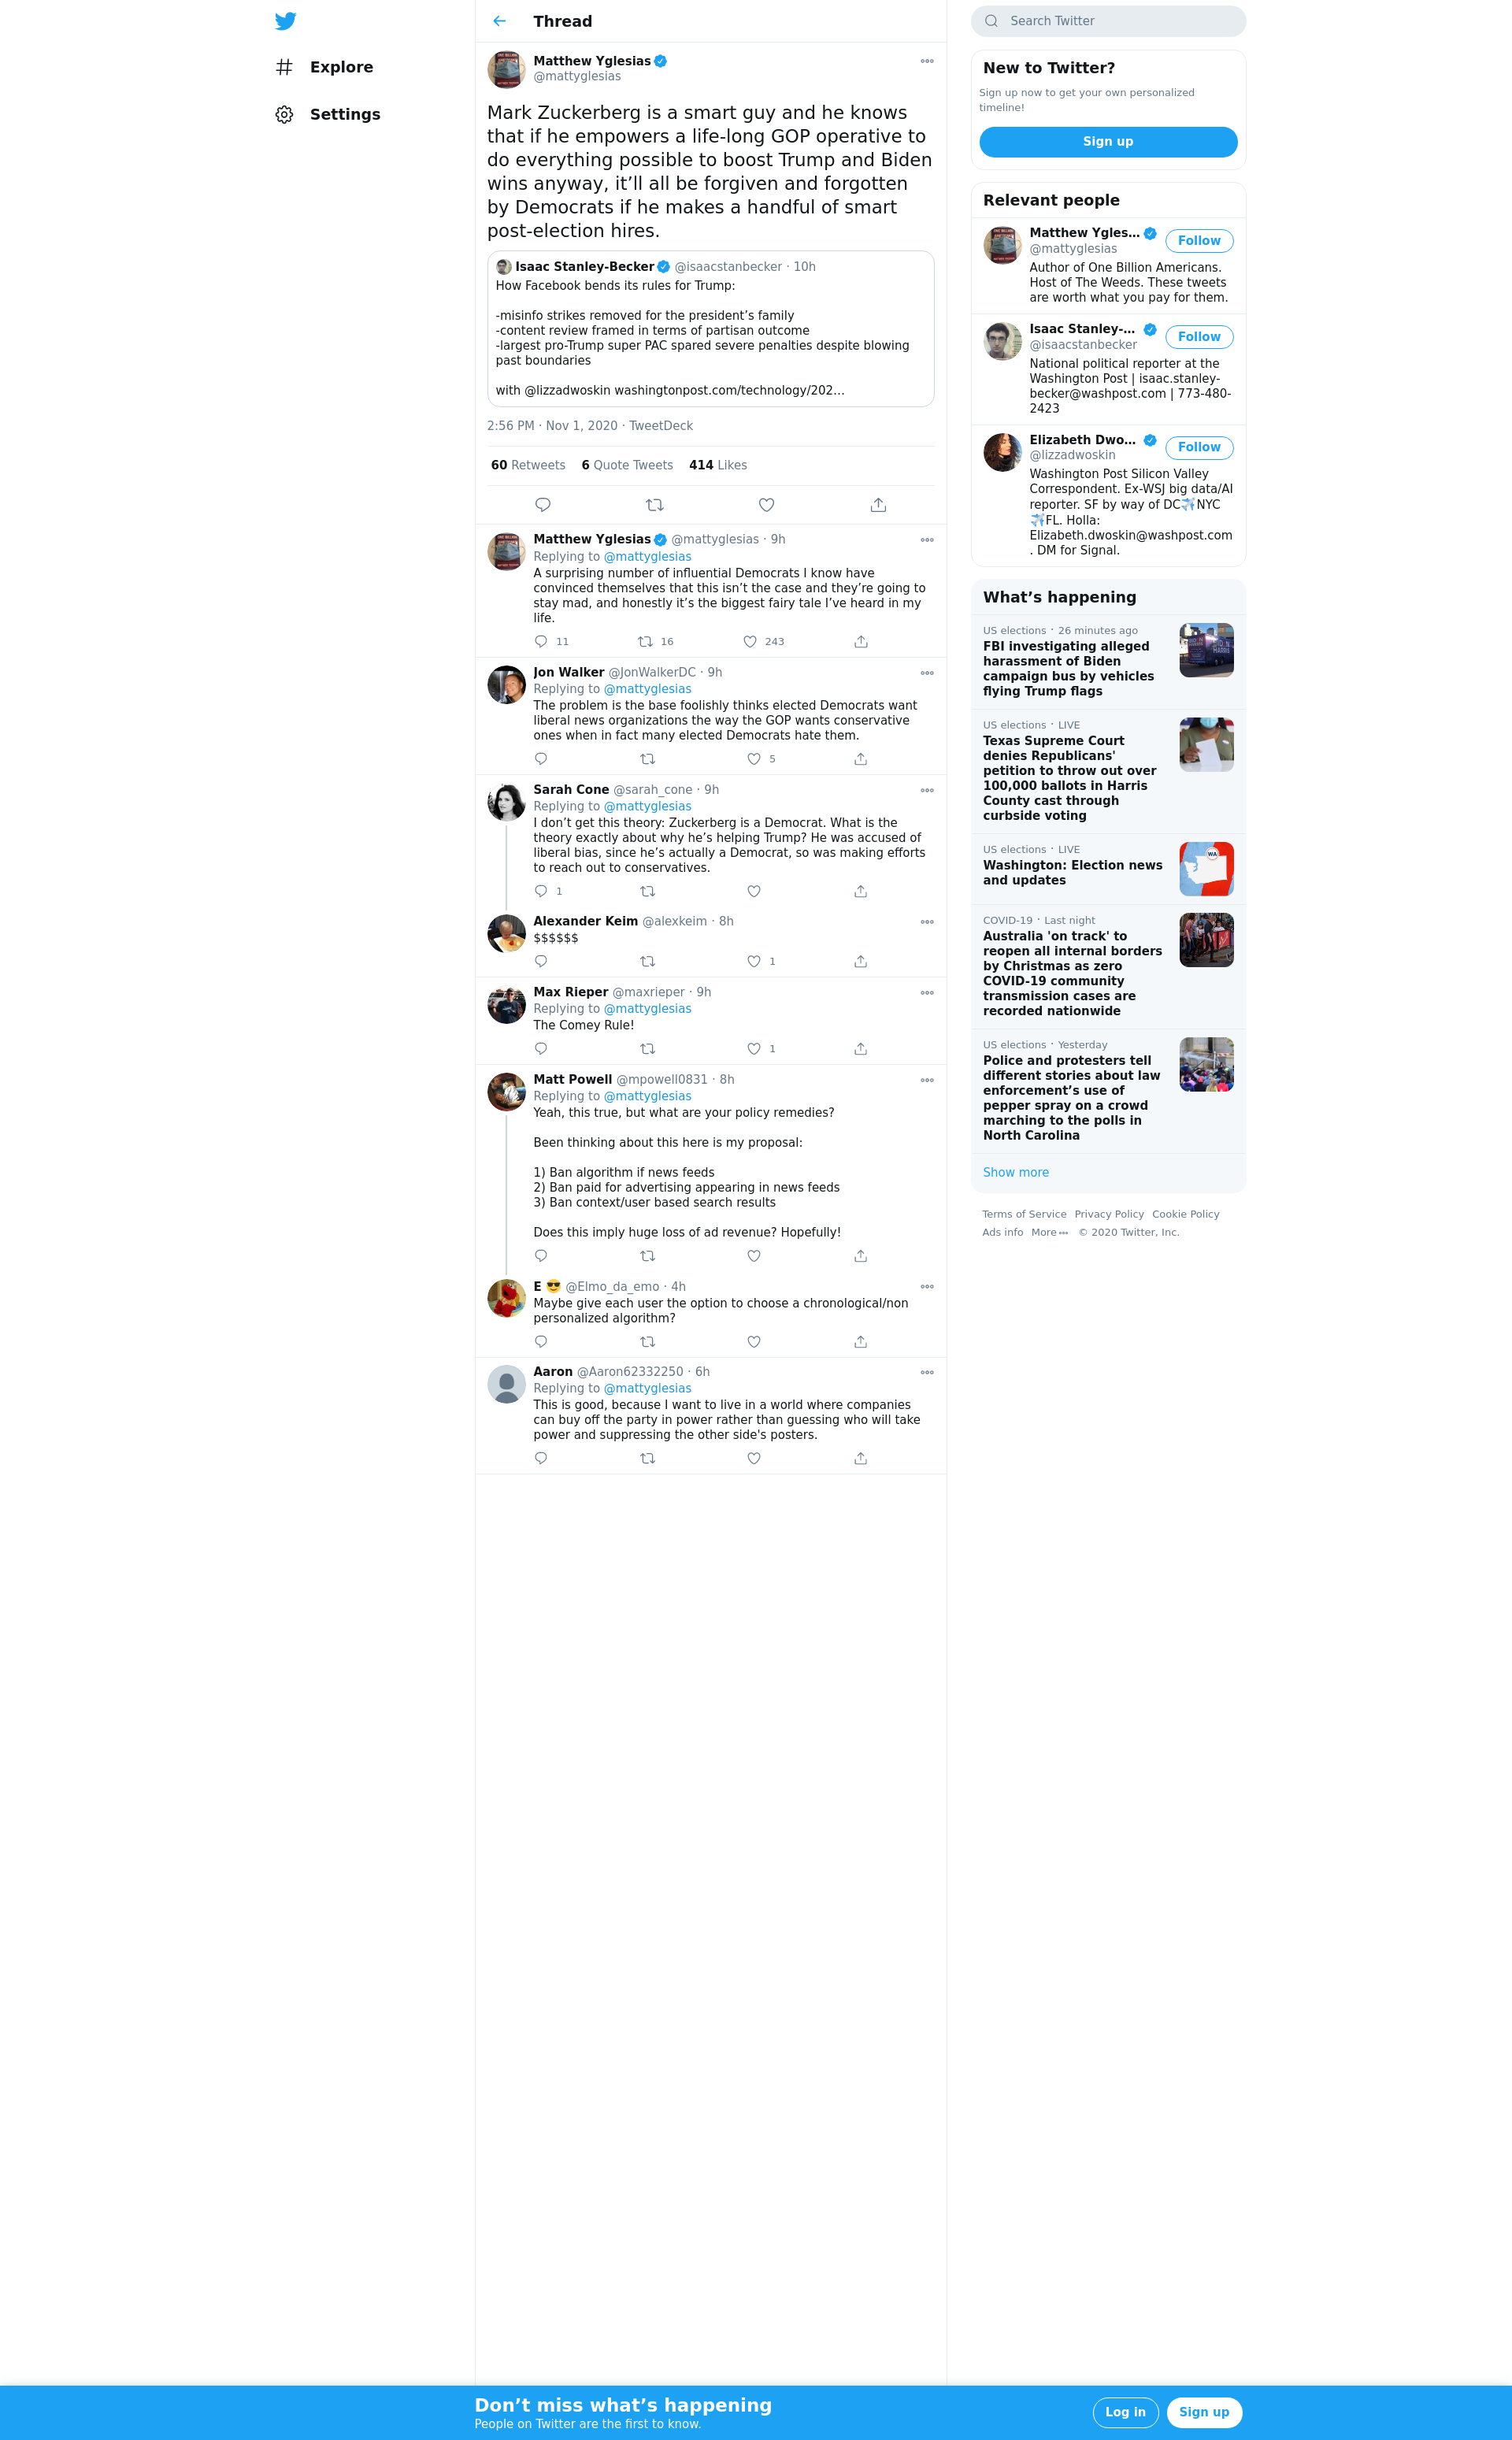 Explore
Settings
Thread
Matthew Yglesias
@mattyglesias
Mark Zuckerberg is a smart guy and he knows
that if he empowers a life-long GOP operative to
do everything possible to boost Trump and Biden
wins anyway, it’ll all be forgiven and forgotten
by Democrats if he makes a handful of smart
post-election hires.
Isaac Stanley-Becker @isaacstanbecker · 10h
How Facebook bends its rules for Trump:
-misinfo strikes removed for the president’s family
-content review framed in terms of partisan outcome
-largest pro-Trump super PAC spared severe penalties despite blowing
past boundaries
with @lizzadwoskin washingtonpost.com/technology/202…
2:56 PM · Nov 1, 2020 · TweetDeck
60 Retweets 6 Quote Tweets 414 Likes
Matthew Yglesias @mattyglesias · 9h
Replying to @mattyglesias
A surprising number of influential Democrats I know have
convinced themselves that this isn’t the case and they’re going to
stay mad, and honestly it’s the biggest fairy tale I’ve heard in my
life.
11 16 243
Jon Walker @JonWalkerDC · 9h
Replying to @mattyglesias
The problem is the base foolishly thinks elected Democrats want
liberal news organizations the way the GOP wants conservative
ones when in fact many elected Democrats hate them.
5
Sarah Cone @sarah_cone · 9h
Replying to @mattyglesias
I don’t get this theory: Zuckerberg is a Democrat. What is the
theory exactly about why he’s helping Trump? He was accused of
liberal bias, since he’s actually a Democrat, so was making efforts
to reach out to conservatives.
1
Alexander Keim @alexkeim · 8h
$$$$$$
1
Max Rieper @maxrieper · 9h
Replying to @mattyglesias
The Comey Rule!
1
Matt Powell @mpowell0831 · 8h
Replying to @mattyglesias
Yeah, this true, but what are your policy remedies?
Been thinking about this here is my proposal:
1) Ban algorithm if news feeds
2) Ban paid for advertising appearing in news feeds
3) Ban context/user based search results
Does this imply huge loss of ad revenue? Hopefully!
E 😎 @Elmo_da_emo · 4h
Maybe give each user the option to choose a chronological/non
personalized algorithm?
Aaron @Aaron62332250 · 6h
Replying to @mattyglesias
This is good, because I want to live in a world where companies
can buy off the party in power rather than guessing who will take
power and suppressing the other side's posters.
Search Twitter
New to Twitter?
Sign up now to get your own personalized
timeline!
Sign up
Relevant people
Matthew Ygles…
Follow
@mattyglesias
Author of One Billion Americans.
Host of The Weeds. These tweets
are worth what you pay for them.
Isaac Stanley-…
Follow
@isaacstanbecker
National political reporter at the
Washington Post | isaac.stanley-
becker@washpost.com | 773-480-
2423
Elizabeth Dwo…
Follow
@lizzadwoskin
Washington Post Silicon Valley
Correspondent. Ex-WSJ big data/AI
reporter. SF by way of DC✈️NYC
✈️FL. Holla:
Elizabeth.dwoskin@washpost.com
. DM for Signal.
What’s happening
US elections · 26 minutes ago
FBI investigating alleged
harassment of Biden
campaign bus by vehicles
flying Trump flags
US elections · LIVE
Texas Supreme Court
denies Republicans'
petition to throw out over
100,000 ballots in Harris
County cast through
curbside voting
US elections · LIVE
Washington: Election news
and updates
WA
COVID-19 · Last night
Australia 'on track' to
reopen all internal borders
by Christmas as zero
COVID-19 community
transmission cases are
recorded nationwide
US elections · Yesterday
Police and protesters tell
different stories about law
enforcement’s use of
pepper spray on a crowd
marching to the polls in
North Carolina
Show more
Terms of Service Privacy Policy Cookie Policy
Ads info More © 2020 Twitter, Inc.
Don’t miss what’s happening
People on Twitter are the first to know.
Log in
Sign up